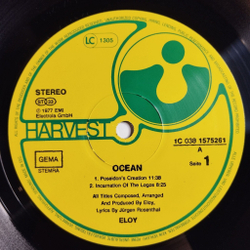 LC 1305
STEREO
ST 33
℗ 1977 EMI
Electrola GmbH
HARVEST
1C 038 1575261
A
GEMA
STEMRA
Seite 1
OCEAN
1. Poseidon's Creation 11:38
2. Incarnation Of The Logos 8:25
All Titles Composed, Arranged
And Produced By Eloy,
Lyrics By Jürgen Rosenthal
ELOY